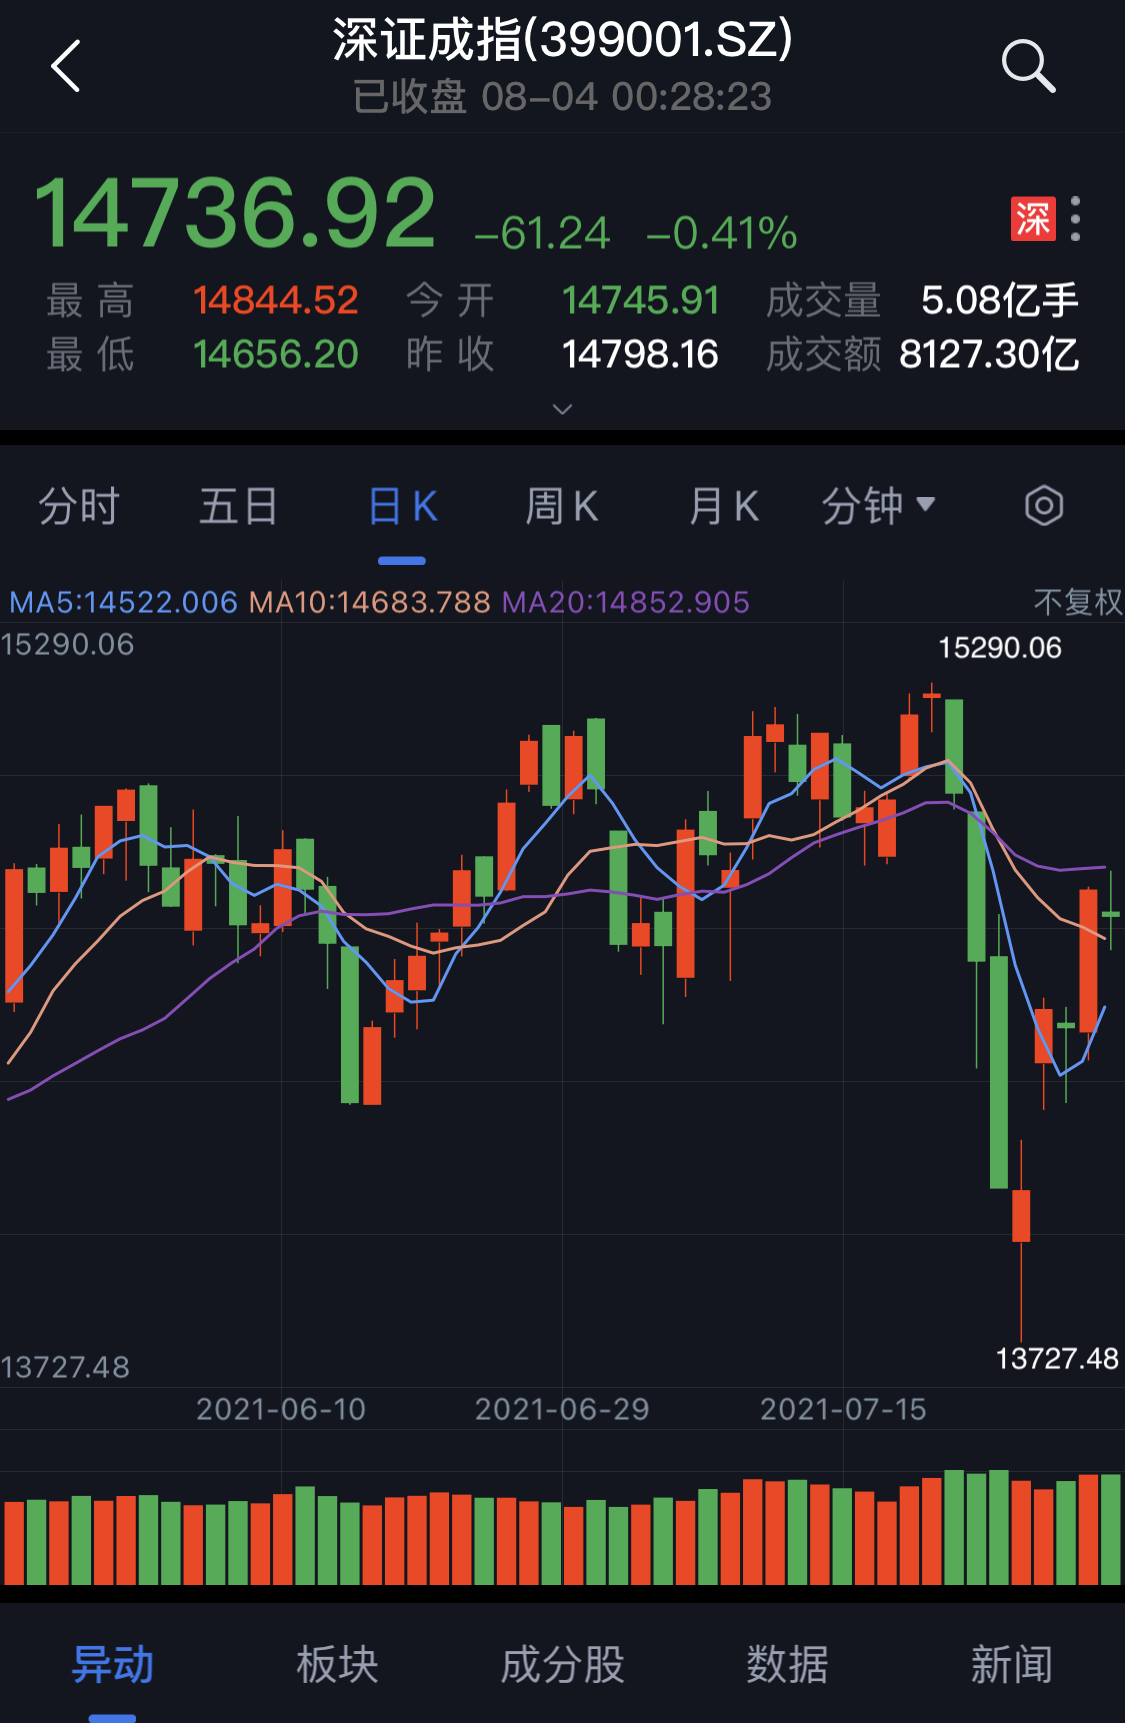 深证成指(399001.SZ)
已收盘 08-04 00:28:23
14736.92 -61.24 -0.41% 深
最高 14844.52 今开 14745.91 成交量 5.08亿手
最低 14656.20 昨收 14798.16 成交额 8127.30亿
分时 五日 日K 周K 月K 分钟
MA5:14522.006 MA10:14683.788 MA20:14852.905 不复权
15290.06 15290.06
13727.48 13727.48
2021-06-10 2021-06-29 2021-07-15
异动 板块 成分股 数据 新闻